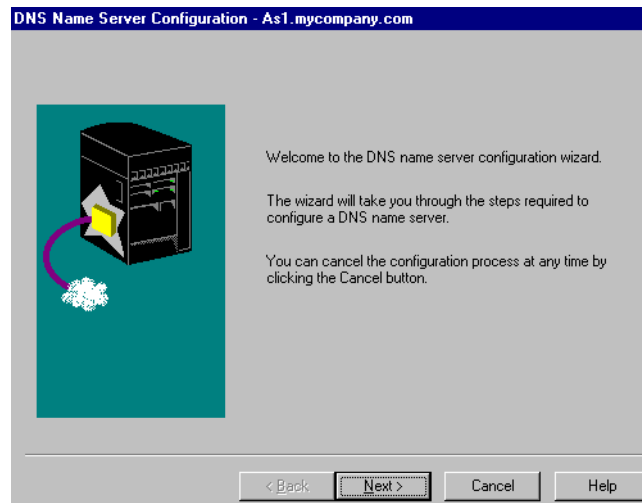 DNS Name Server Configuration - As1.mycompany.com
Welcome to the DNS name server configuration wizard.
The wizard will take you through the steps required to
configure a DNS name server.
You can cancel the configuration process at any time by
clicking the Cancel button.
< Back
Next >
Cancel
Help